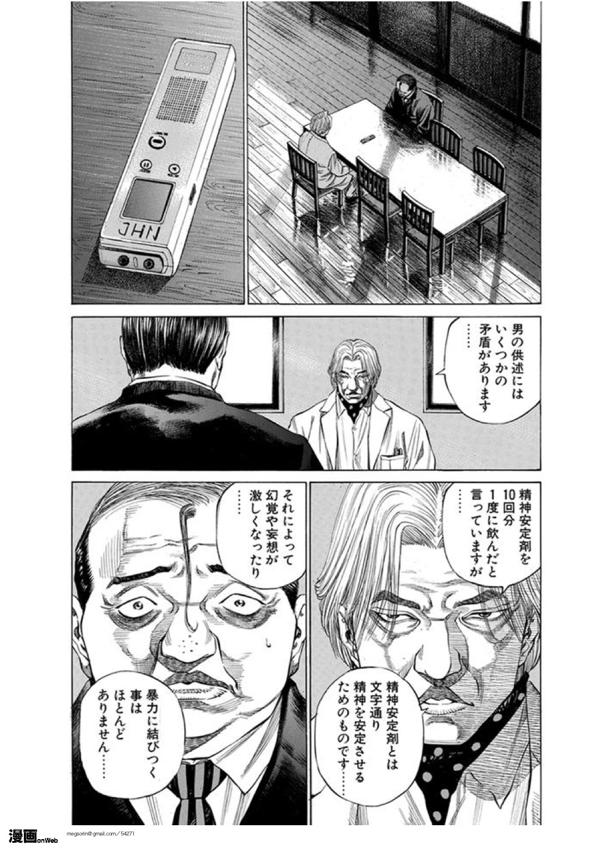 JHN
男の供述には
いくつかの
矛盾があります
……
精神安定剤を
10回分
1度に飲んだと
言っていますが
……
精神安定剤とは
文字通り
精神を安定させる
ためのものです……
それによって
幻覚や妄想が
激しくなったり
暴力に結びつく
事は
ほとんど
ありません……
漫画onWeb
megaorin@gmail.com/54271